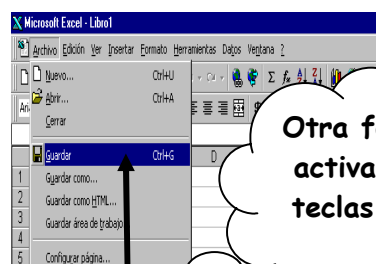 Microsoft Excel - Libro1
Archivo Edición Ver Insertar Formato Herramientas Datos Ventana ?
Nuevo... Ctrl+U
Abrir... Ctrl+A
Cerrar
Guardar Ctrl+G
Guardar como...
Guardar como HTML...
Guardar área de trabajo
Configurar página...
D
1
2
3
4
5
Otra f
activa
teclas